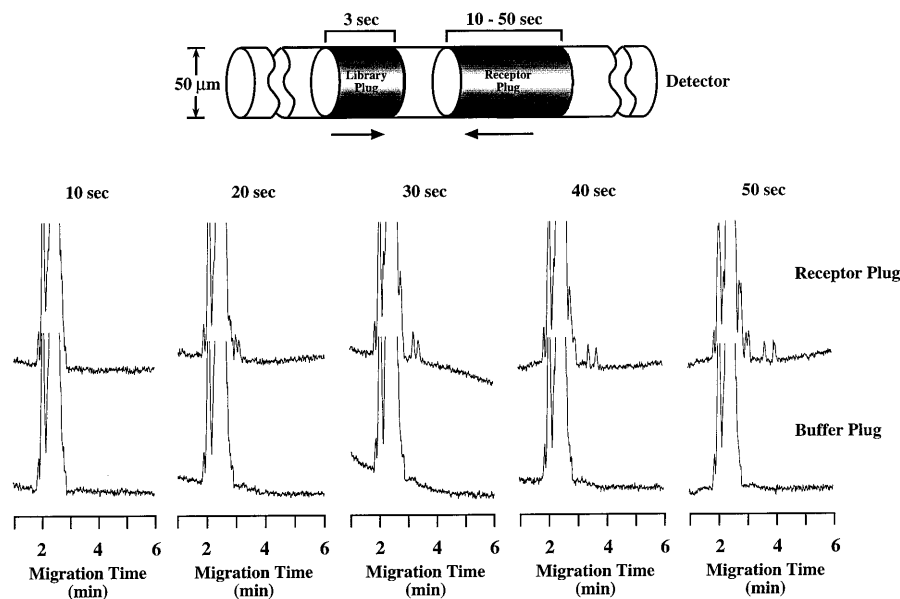 3 sec
10 - 50 sec
50 μm
Library
Plug
Receptor
Plug
Detector
10 sec
20 sec
30 sec
40 sec
50 sec
Receptor Plug
Buffer Plug
2 4 6
2 4 6
2 4 6
2 4 6
2 4 6
Migration Time
(min)
Migration Time
(min)
Migration Time
(min)
Migration Time
(min)
Migration Time
(min)